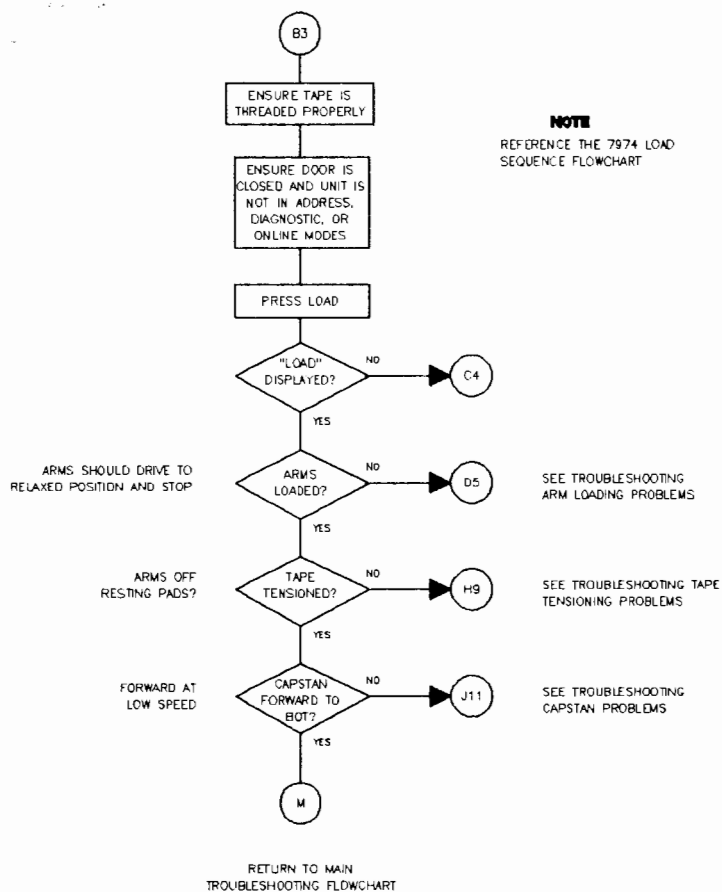 B3
ENSURE TAPE IS
THREADED PROPERLY
NOTE
REFERENCE THE 7974 LOAD
SEQUENCE FLOWCHART
ENSURE DOOR IS
CLOSED AND UNIT IS
NOT IN ADDRESS,
DIAGNOSTIC, OR
ONLINE MODES
PRESS LOAD
"LOAD"
DISPLAYED?
NO
C4
YES
ARMS SHOULD DRIVE TO
RELAXED POSITION AND STOP
ARMS
LOADED?
NO
D5
SEE TROUBLESHOOTING
ARM LOADING PROBLEMS
YES
ARMS OFF
RESTING PADS?
TAPE
TENSIONED?
NO
H9
SEE TROUBLESHOOTING TAPE
TENSIONING PROBLEMS
YES
FORWARD AT
LOW SPEED
CAPSTAN
FORWARD TO
BOT?
NO
J11
SEE TROUBLESHOOTING
CAPSTAN PROBLEMS
YES
M
RETURN TO MAIN
TROUBLESHOOTING FLOWCHART